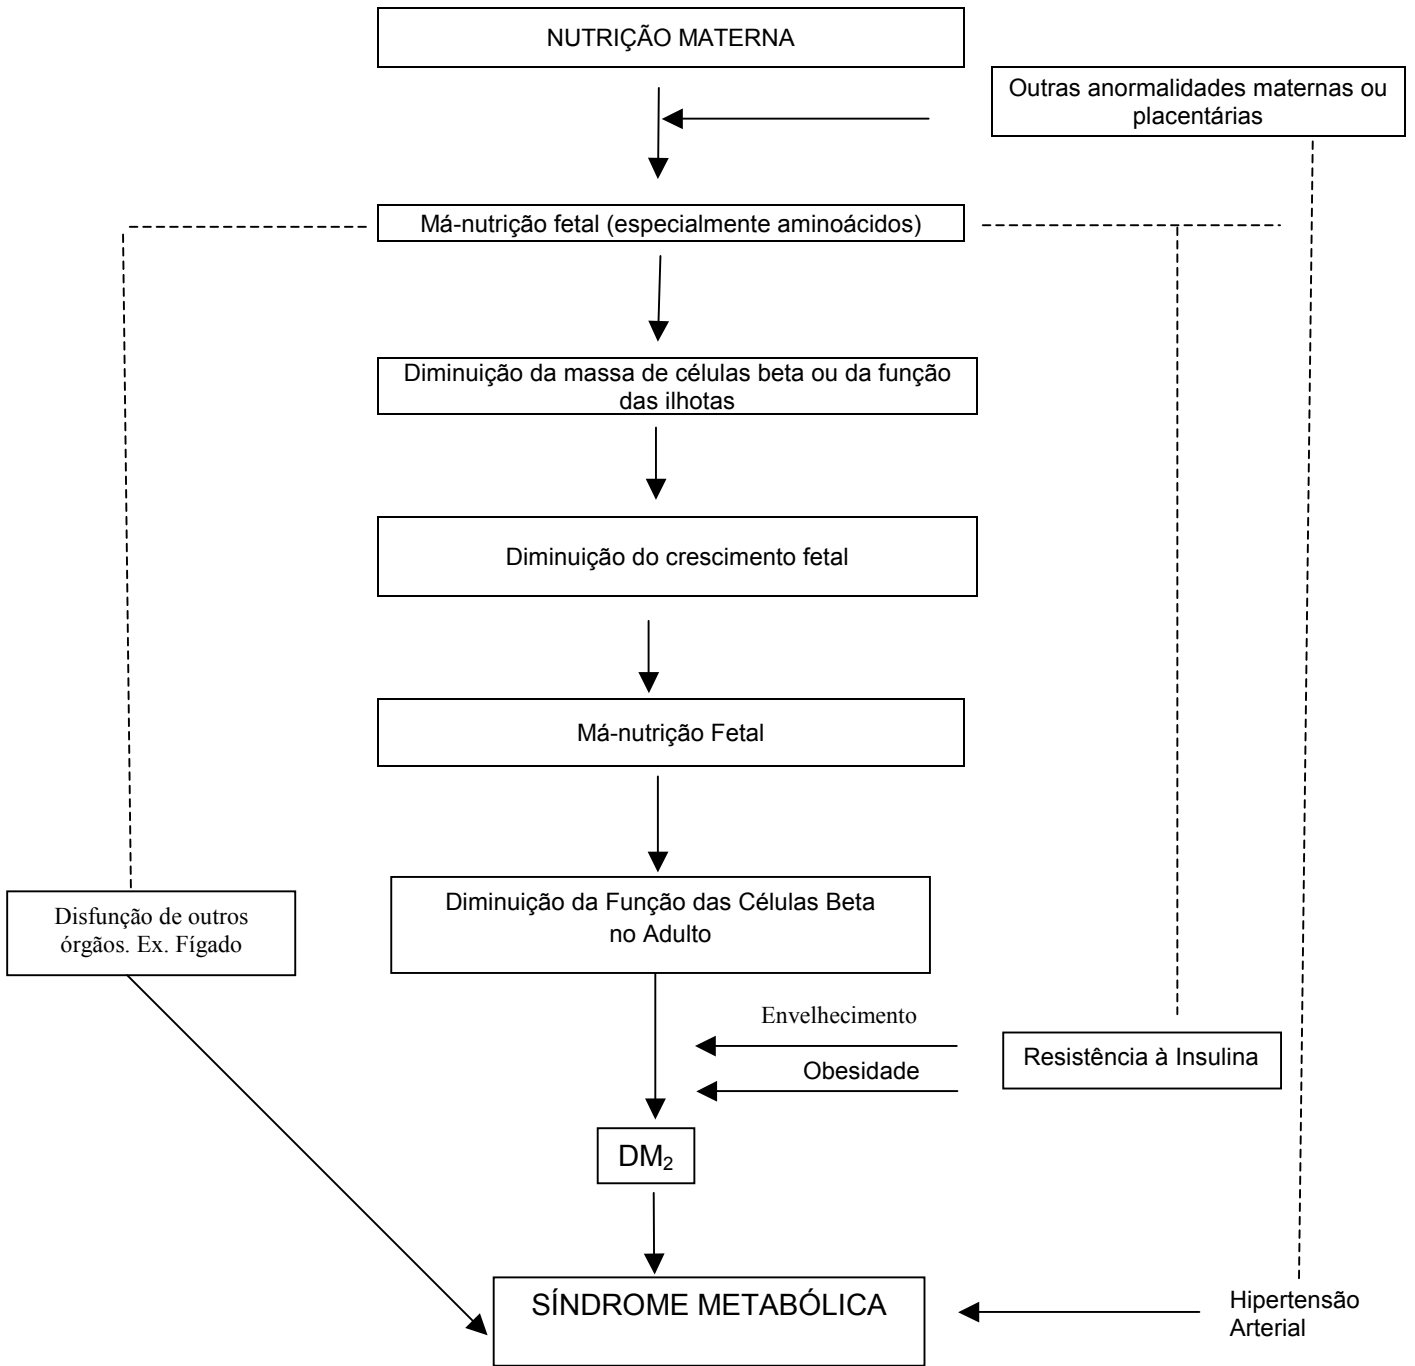 NUTRIÇÃO MATERNA
Outras anormalidades maternas ou
placentárias
Má-nutrição fetal (especialmente aminoácidos)
Diminuição da massa de células beta ou da função
das ilhotas
Diminuição do crescimento fetal
Má-nutrição Fetal
Disfunção de outros
órgãos. Ex. Fígado
Diminuição da Função das Células Beta
no Adulto
Envelhecimento
Obesidade
Resistência à Insulina
DM₂
SÍNDROME METABÓLICA
Hipertensão
Arterial